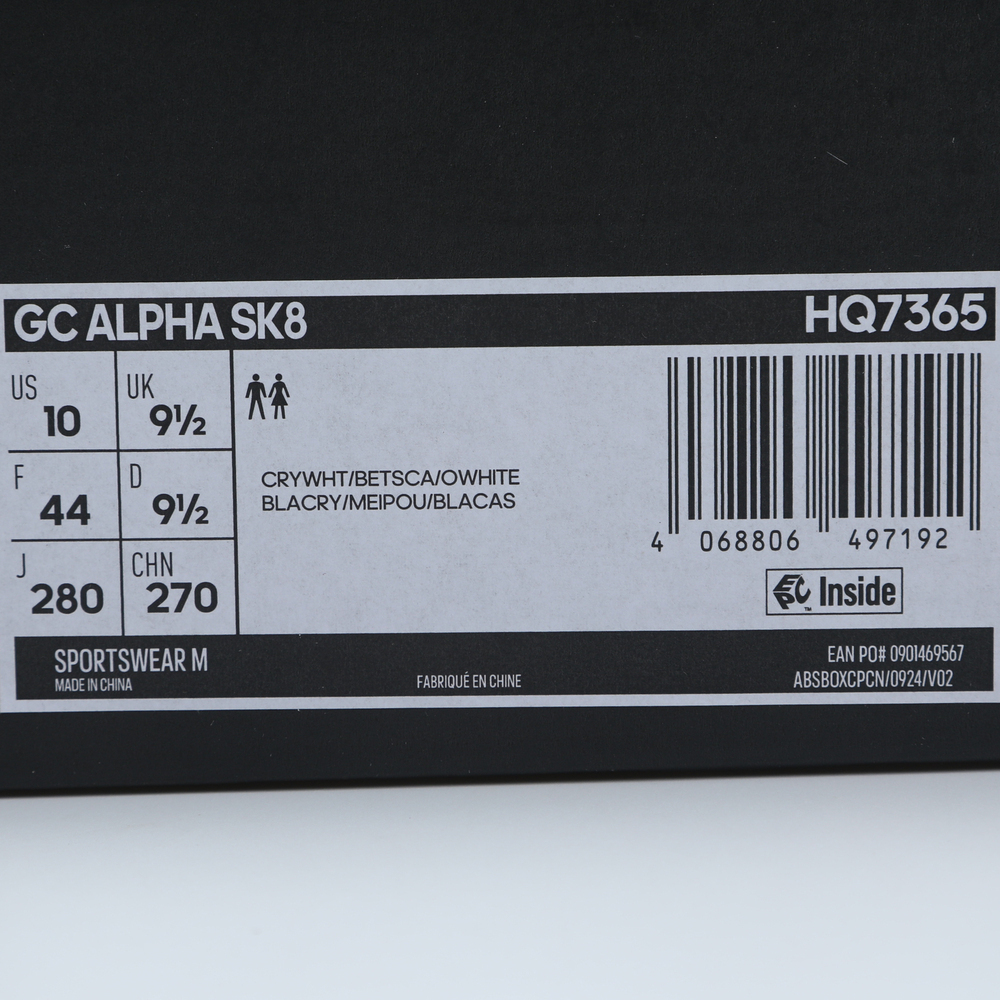 GC ALPHA SK8
HQ7365
US 10
UK 9½
F 44
D 9½
J 280
CHN 270
CRYWHT/BETSCA/OWHITE
BLACRY/MEIPOU/BLACAS
4 068806 497192
EPC™ Inside
SPORTSWEAR M
MADE IN CHINA
FABRIQUÉ EN CHINE
EAN PO# 0901469567
ABSBOXCPCN/0924/V02